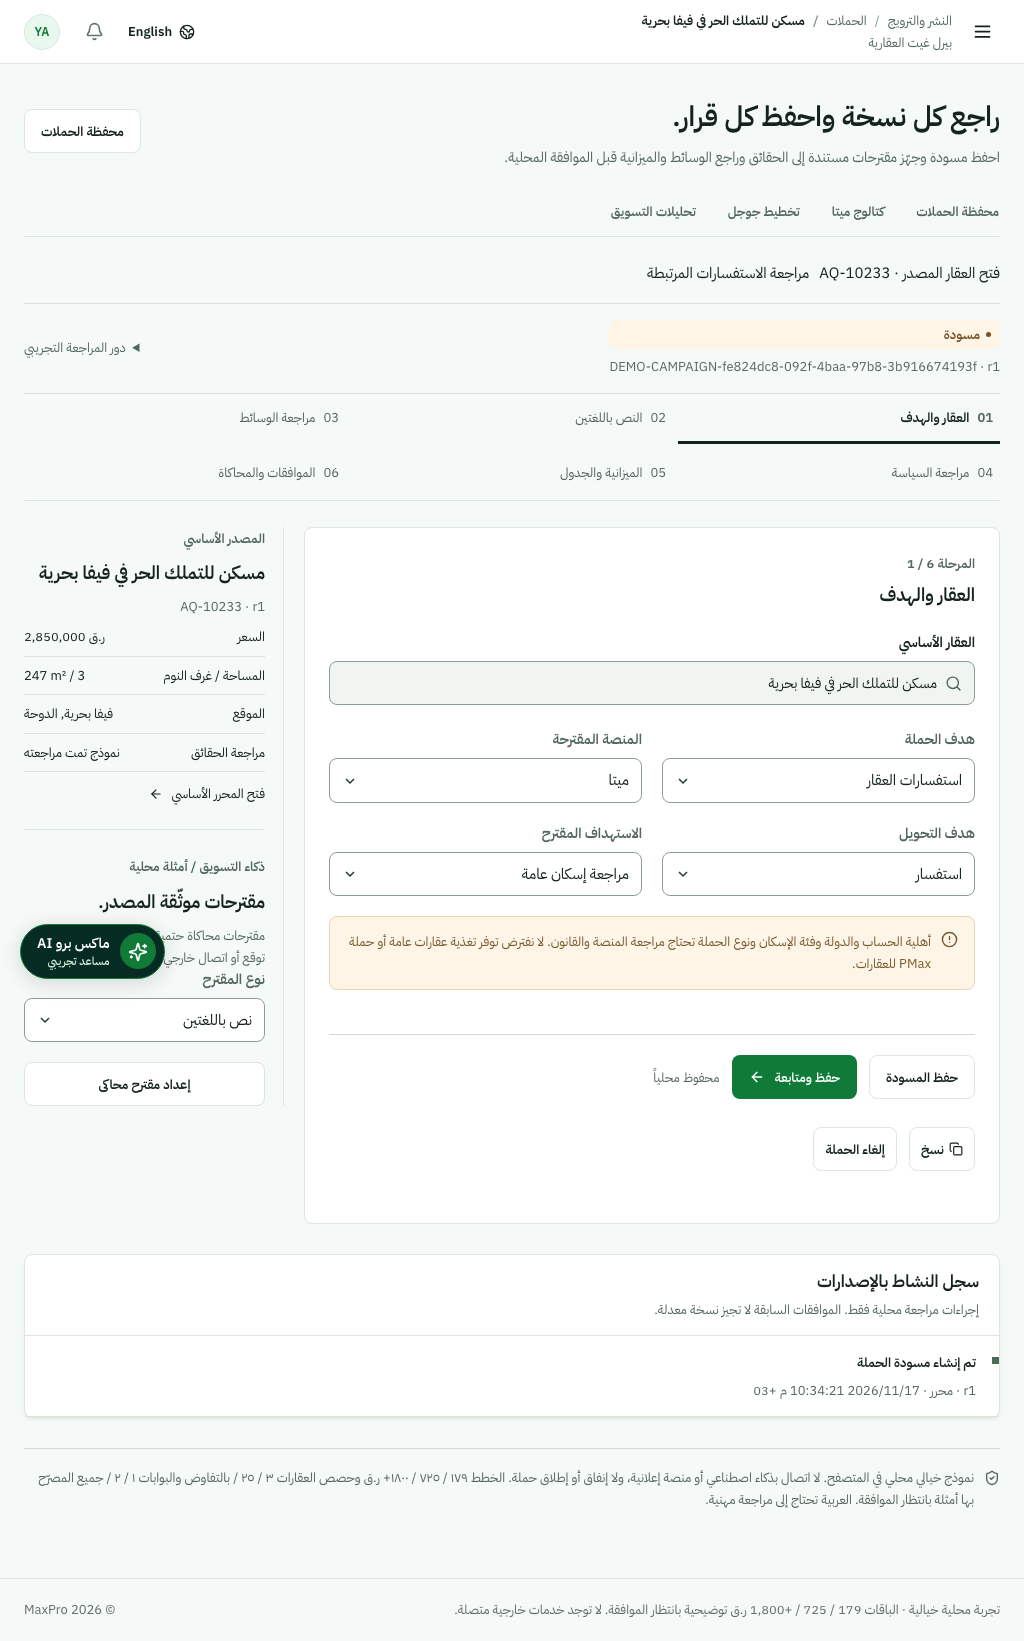 النشر والترويج / الحملات / مسكن للتملك الحر في فيفا بحرية
بيرل غيت العقارية
English
YA
راجع كل نسخة واحفظ كل قرار.
احفظ مسودة وجهّز مقترحات مستندة إلى الحقائق وراجع الوسائط والميزانية قبل الموافقة المحلية.
محفظة الحملات
محفظة الحملات
كتالوج ميتا
تخطيط جوجل
تحليلات التسويق
فتح العقار المصدر · AQ-10233 مراجعة الاستفسارات المرتبطة
مسودة
DEMO-CAMPAIGN-fe824dc8-092f-4baa-97b8-3b916674193f · r1
دور المراجعة التجريبي
01 العقار والهدف
02 النص باللغتين
03 مراجعة الوسائط
04 مراجعة السياسة
05 الميزانية والجدول
06 الموافقات والمحاكاة
المرحلة 6 / 1
العقار والهدف
العقار الأساسي
مسكن للتملك الحر في فيفا بحرية
هدف الحملة
استفسارات العقار
المنصة المقترحة
ميتا
هدف التحويل
استفسار
الاستهداف المقترح
مراجعة إسكان عامة
أهلية الحساب والدولة وفئة الإسكان ونوع الحملة تحتاج مراجعة المنصة والقانون. لا نفترض توفر تغذية عقارات عامة أو حملة
PMax للعقارات.
حفظ المسودة
حفظ ومتابعة
محفوظ محلياً
نسخ
إلغاء الحملة
المصدر الأساسي
مسكن للتملك الحر في فيفا بحرية
AQ-10233 · r1
السعر
2,850,000 ر.ق
المساحة / غرف النوم
247 m² / 3
الموقع
فيفا بحرية, الدوحة
مراجعة الحقائق
نموذج تمت مراجعته
فتح المحرر الأساسي
ذكاء التسويق / أمثلة محلية
مقترحات موثّقة المصدر.
مقترحات محاكاة
توقع أو اتصال خارجي
ماكس برو AI
مساعد تجريبي
نوع المقترح
نص باللغتين
إعداد مقترح محاكى
سجل النشاط بالإصدارات
إجراءات مراجعة محلية فقط. الموافقات السابقة لا تجيز نسخة معدلة.
تم إنشاء مسودة الحملة
r1 · محرر · 2026/11/17 10:34:21 م +03
نموذج خيالي محلي في المتصفح. لا اتصال بذكاء اصطناعي أو منصة إعلانية، ولا إنفاق أو إطلاق حملة. الخطط ١٧٩ / ٧٢٥ / ١٨٠٠+ ر.ق وحصص العقارات ٣ / ٢٥ / بالتفاوض والبوابات ١ / ٢ / جميع المصرّح
بها أمثلة بانتظار الموافقة. العربية تحتاج إلى مراجعة مهنية.
تجربة محلية خيالية · الباقات 179 / 725 / +1,800 ر.ق توضيحية بانتظار الموافقة. لا توجد خدمات خارجية متصلة.
© 2026 MaxPro